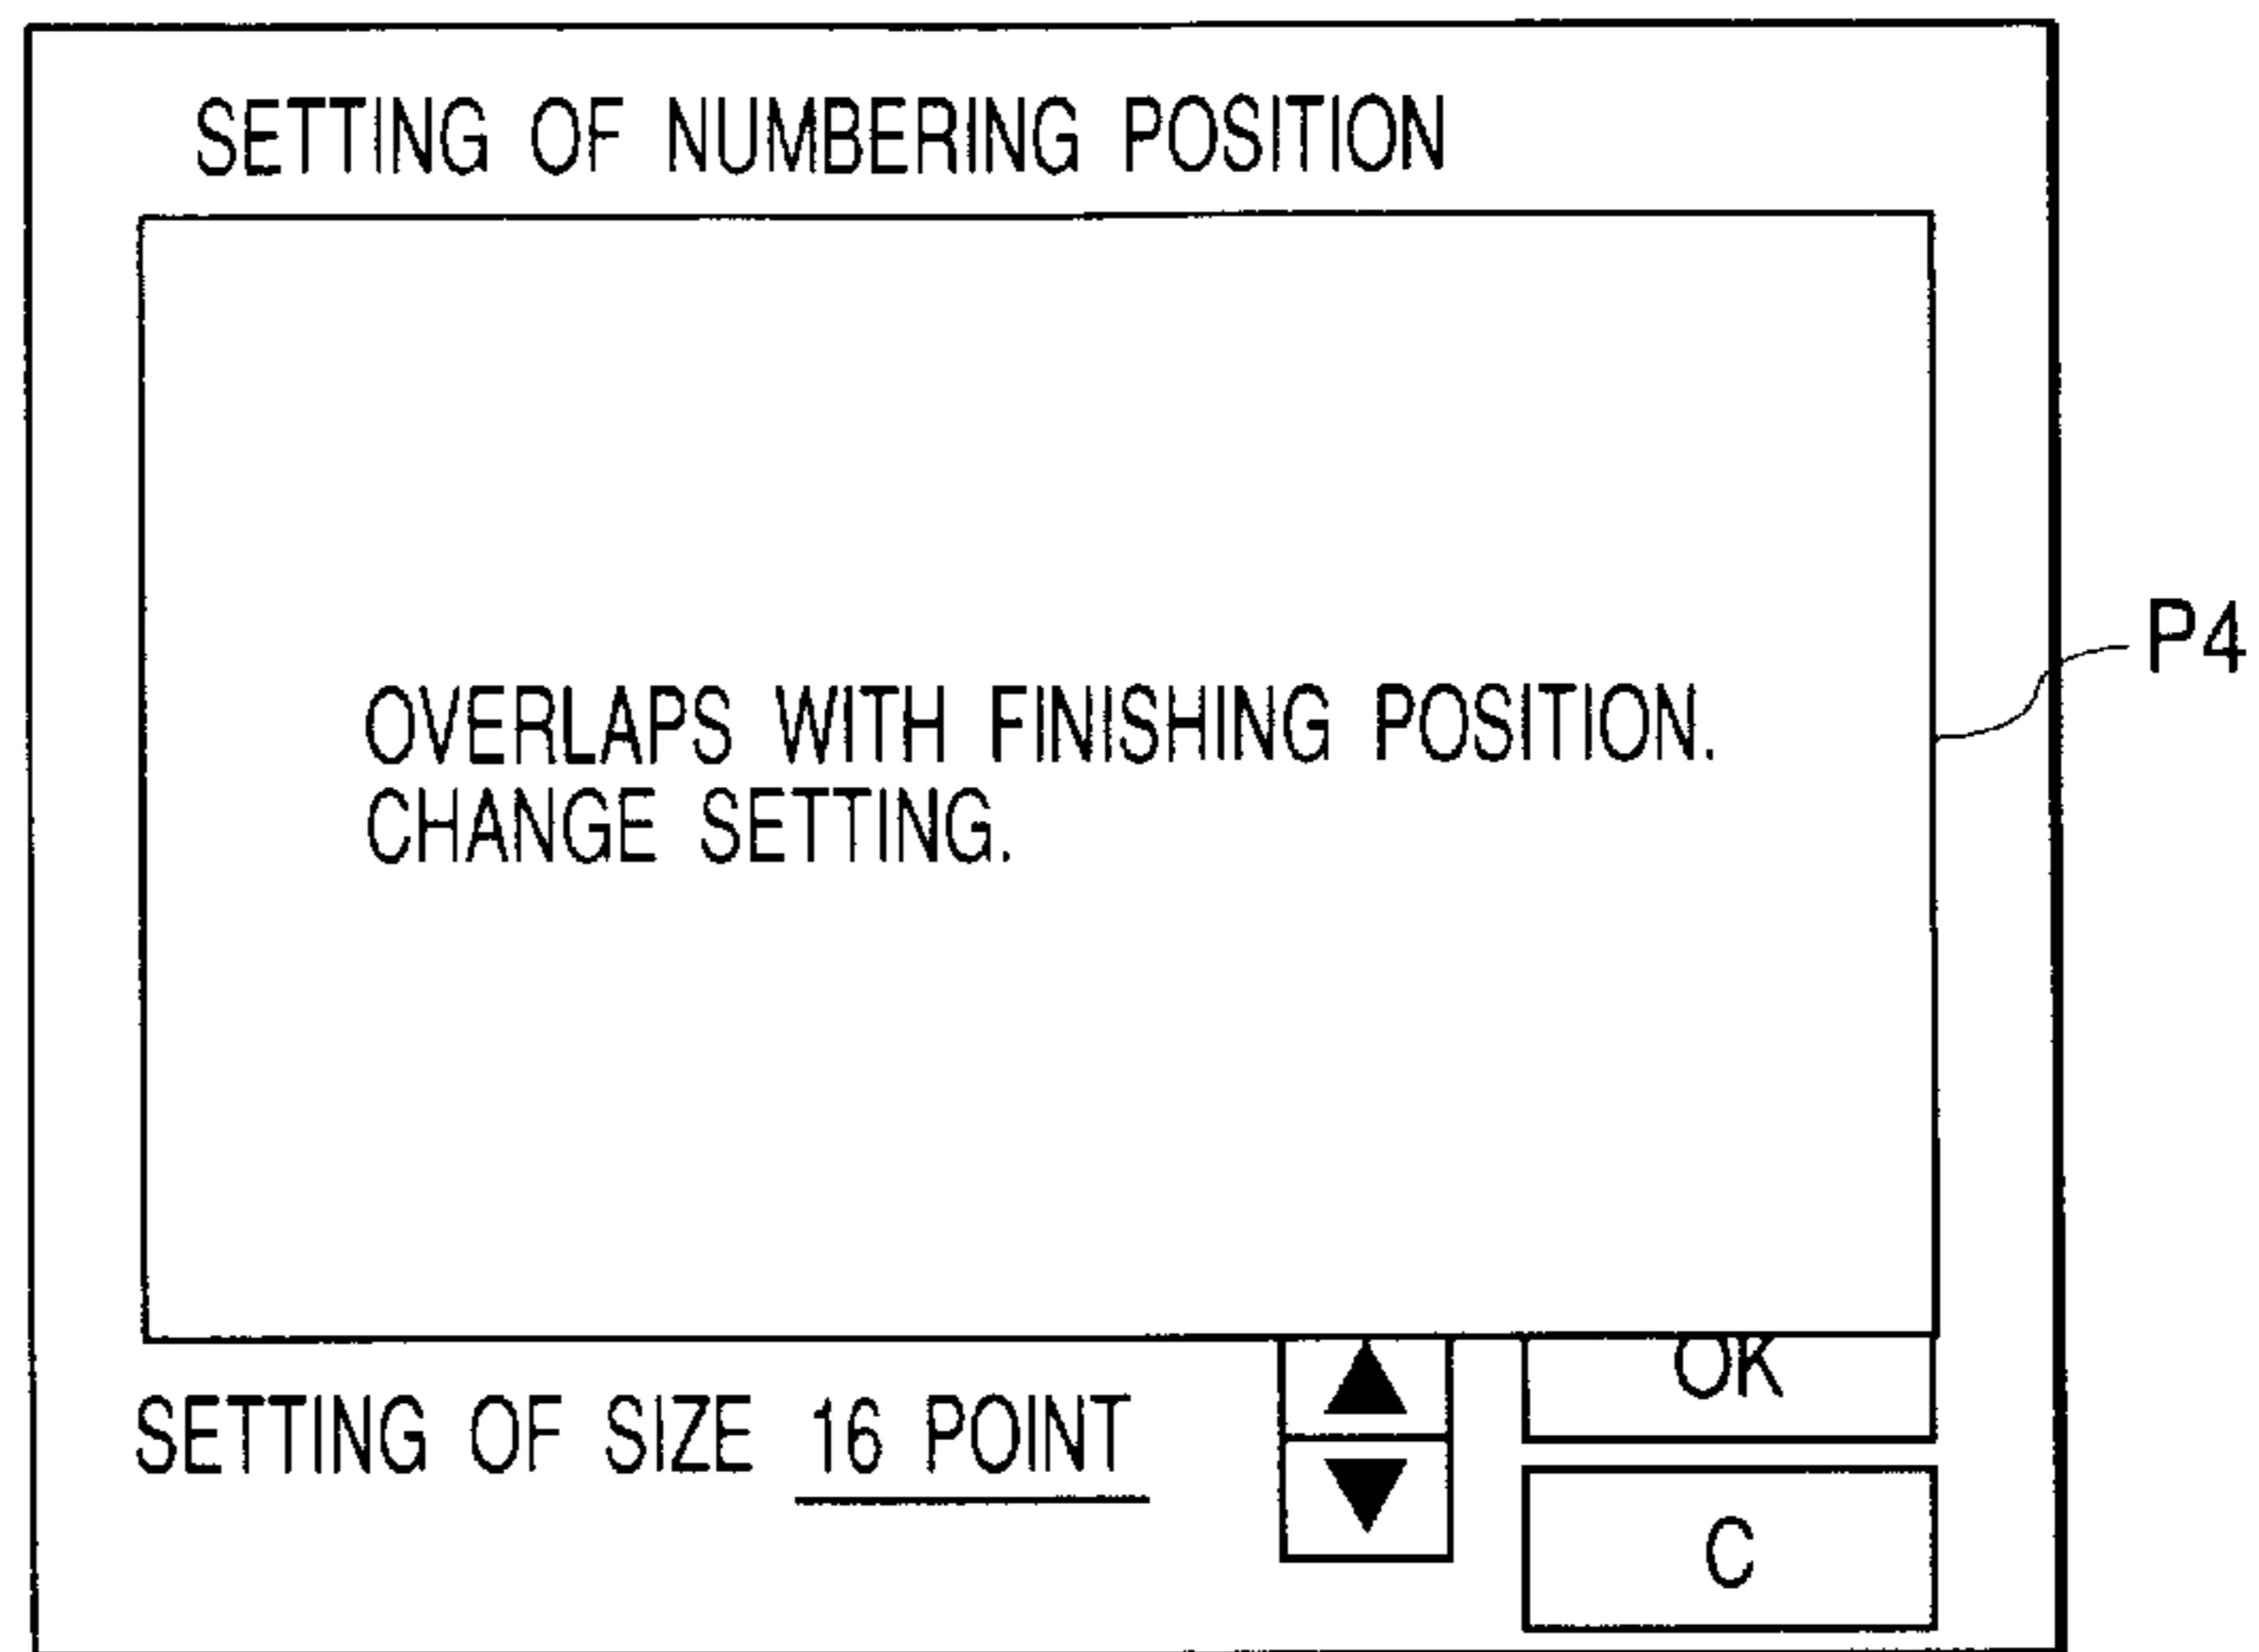 SETTING OF NUMBERING POSITION
P4
OVERLAPS WITH FINISHING POSITION.
CHANGE SETTING.
OK
SETTING OF SIZE 16 POINT
C